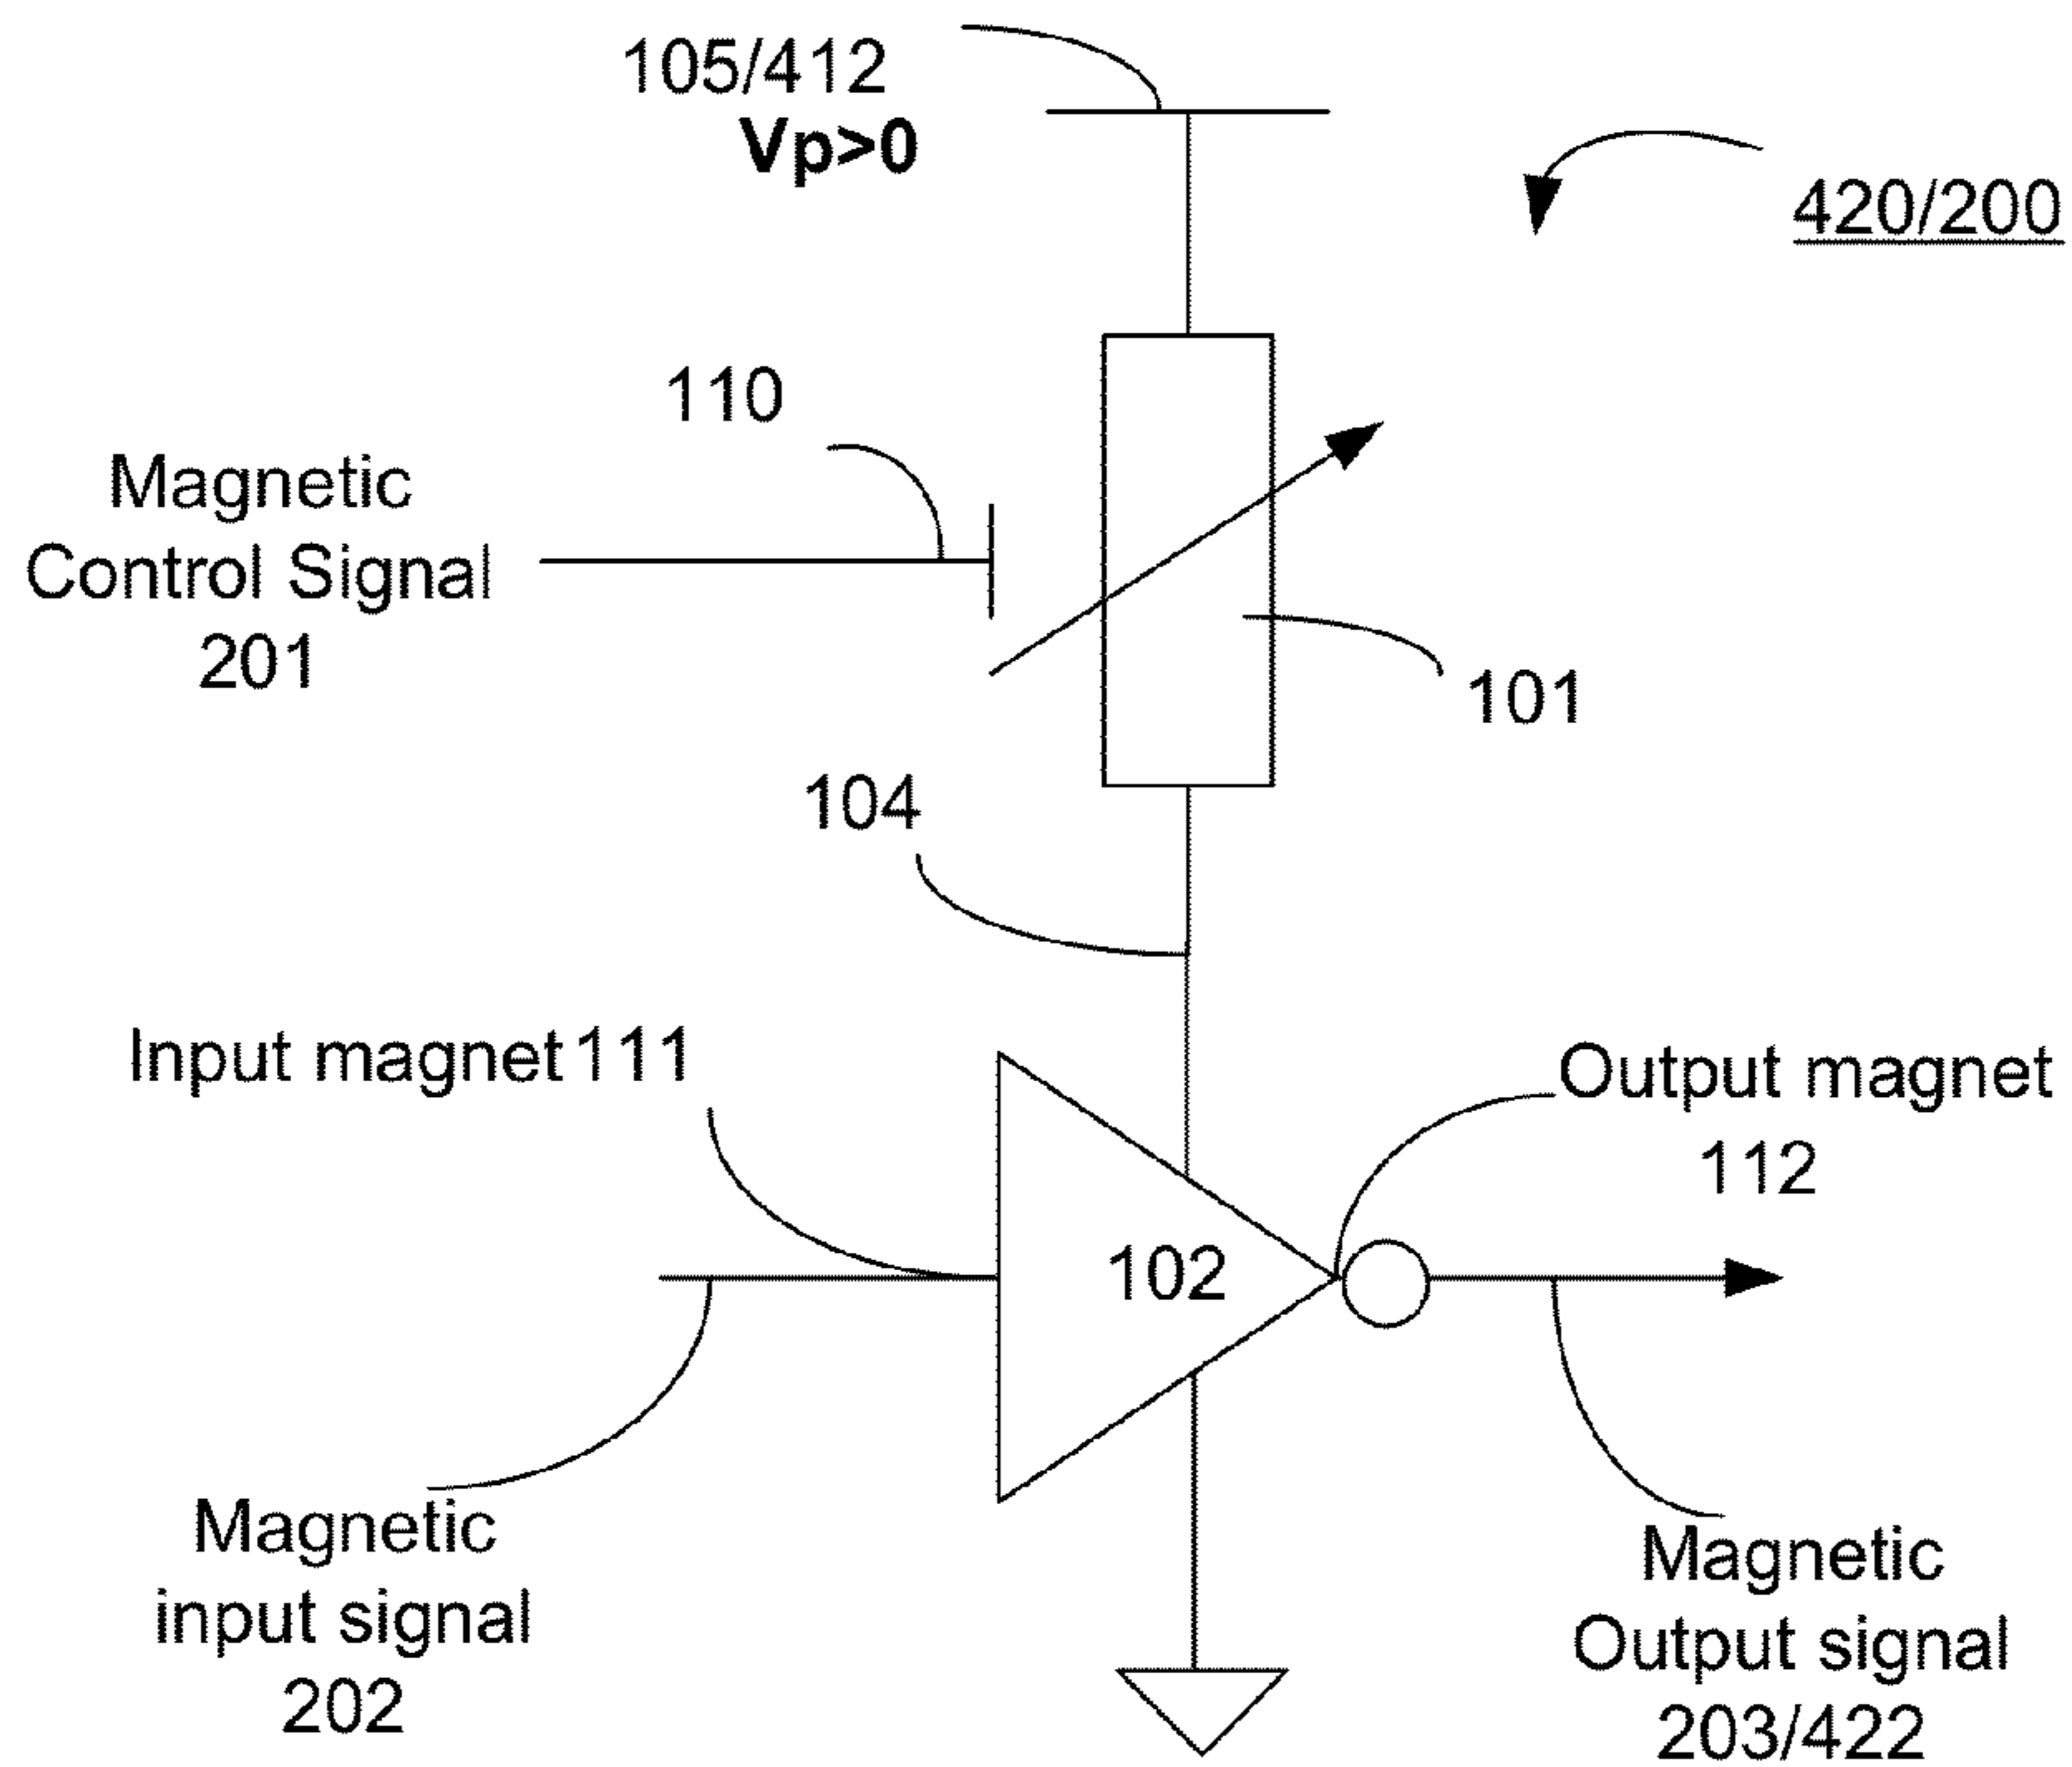 105/412
Vp>0
420/200
110
Magnetic
Control Signal
201
101
104
Input magnet 111
Output magnet
112
102
Magnetic
input signal
202
Magnetic
Output signal
203/422